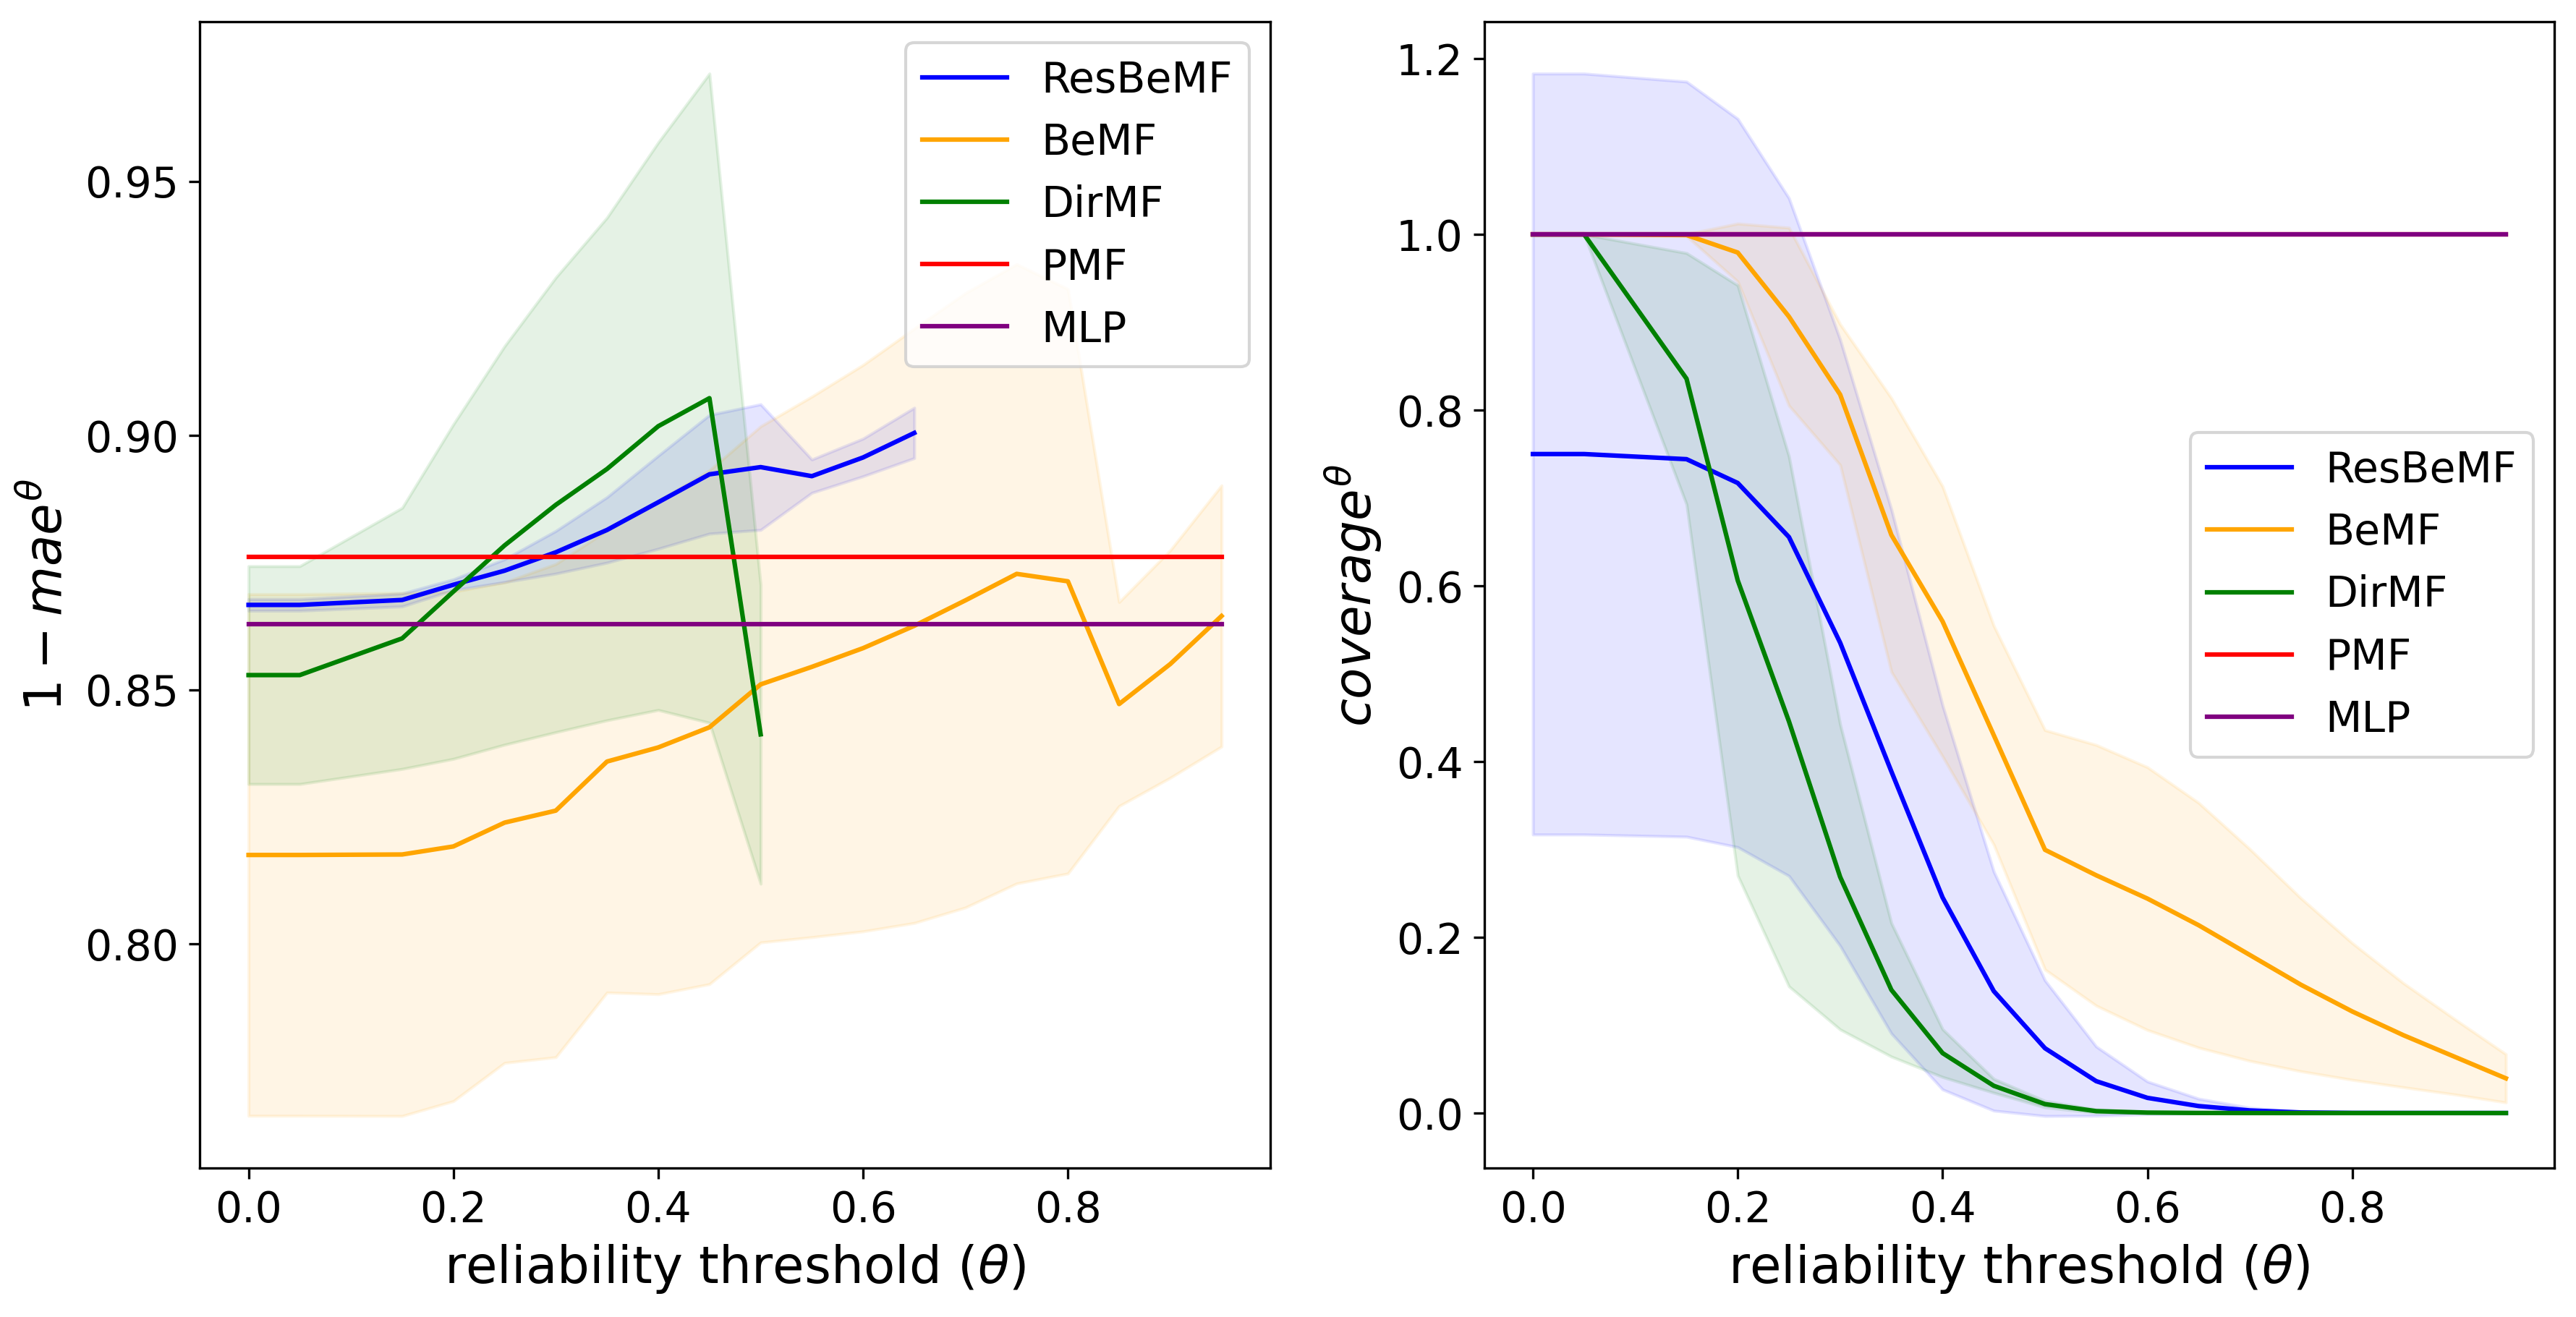 1 − mae^θ
0.95
0.90
0.85
0.80
ResBeMF
BeMF
DirMF
PMF
MLP
0.0 0.2 0.4 0.6 0.8
reliability threshold (θ)
coverage^θ
1.2
1.0
0.8
0.6
0.4
0.2
0.0
ResBeMF
BeMF
DirMF
PMF
MLP
0.0 0.2 0.4 0.6 0.8
reliability threshold (θ)